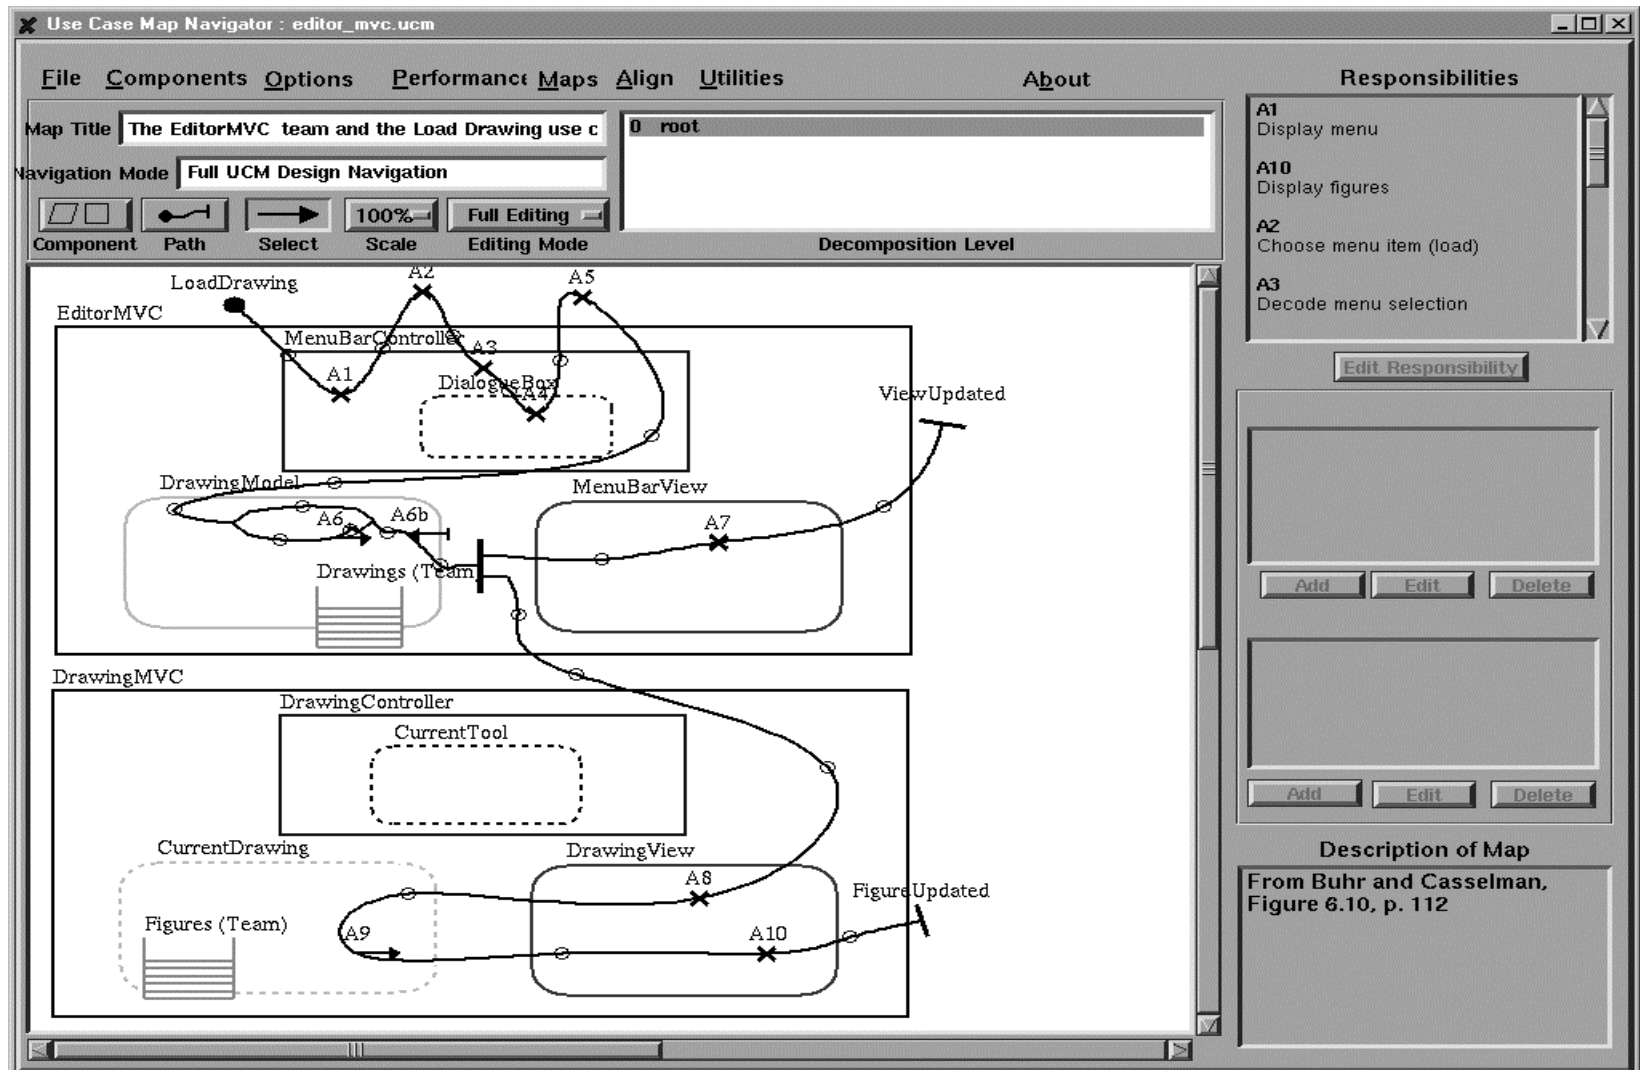 Use Case Map Navigator : editor_mvc.ucm
File Components Options Performance Maps Align Utilities About
Map Title The EditorMVC team and the Load Drawing use c
Navigation Mode Full UCM Design Navigation
100% Full Editing
Component Path Select Scale Editing Mode
0 root
Decomposition Level
Responsibilities
A1
Display menu
A10
Display figures
A2
Choose menu item (load)
A3
Decode menu selection
Edit Responsibility
Add Edit Delete
Add Edit Delete
Description of Map
From Buhr and Casselman,
Figure 6.10, p. 112
LoadDrawing
A2
A5
EditorMVC
MenuBarController
A3
A1
DialogueBox
A4
ViewUpdated
DrawingModel
MenuBarView
A6
A6b
A7
Drawings (Team
DrawingMVC
DrawingController
CurrentTool
CurrentDrawing
DrawingView
A8
FigureUpdated
Figures (Team)
A9
A10